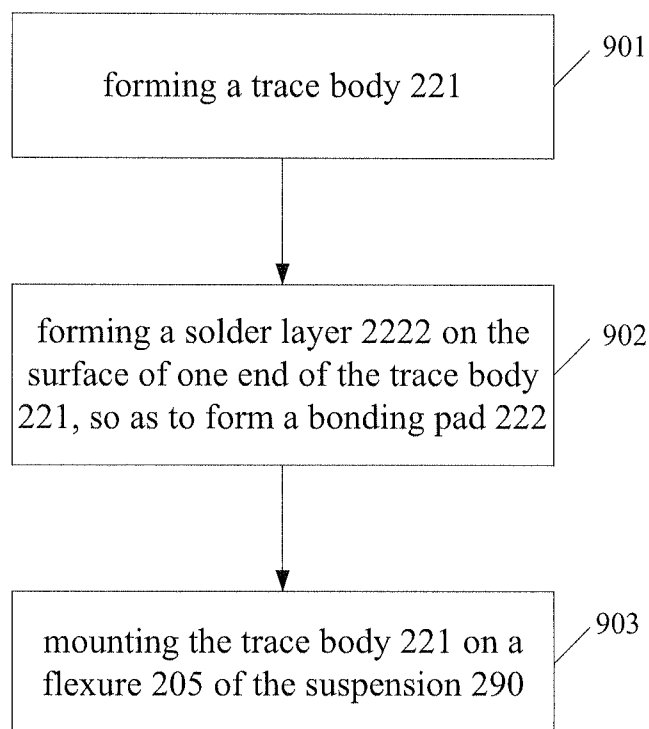 forming a trace body 221
901
forming a solder layer 2222 on the
surface of one end of the trace body
221, so as to form a bonding pad 222
902
mounting the trace body 221 on a
flexure 205 of the suspension 290
903